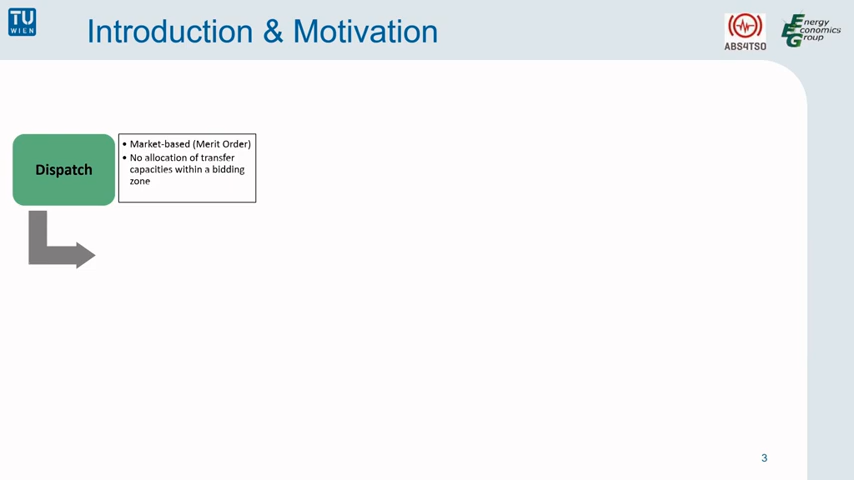 TU
WIEN
Introduction & Motivation
ABS4TSO
Energy
Economics
Group
Dispatch
• Market-based (Merit Order)
• No allocation of transfer
capacities within a bidding
zone
3